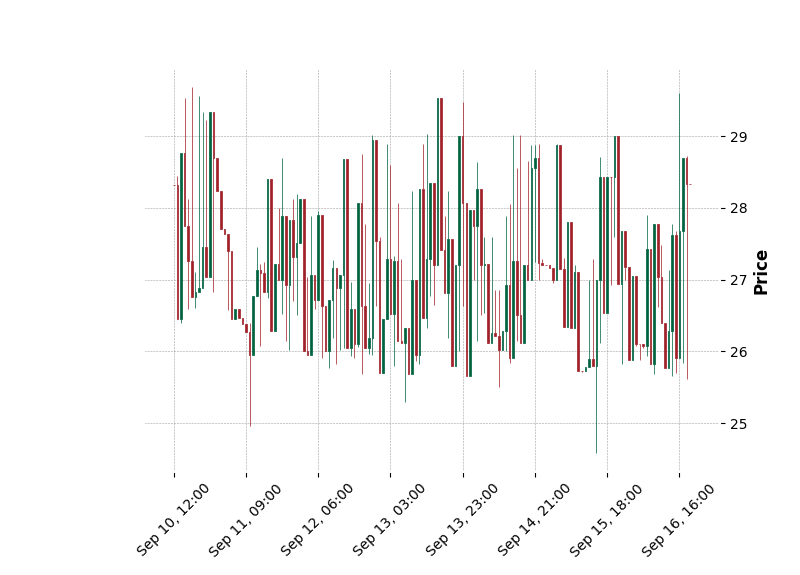 29
28
27
26
25
Price
Sep 10, 12:00
Sep 11, 09:00
Sep 12, 06:00
Sep 13, 03:00
Sep 13, 23:00
Sep 14, 21:00
Sep 15, 18:00
Sep 16, 16:00